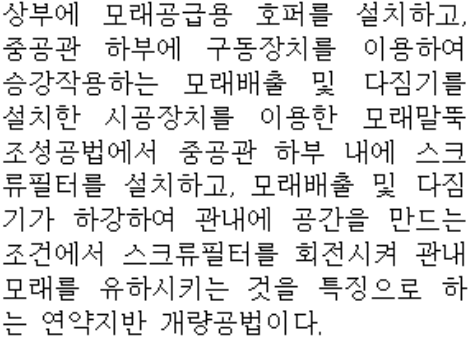 상부에 모래공급용 호퍼를 설치하고,
중공관 하부에 구동장치를 이용하여
승강작용하는 모래배출 및 다짐기를
설치한 시공장치를 이용한 모래말뚝
조성공법에서 중공관 하부 내에 스크
류필터를 설치하고, 모래배출 및 다짐
기가 하강하여 관내에 공간을 만드는
조건에서 스크류필터를 회전시켜 관내
모래를 유하시키는 것을 특징으로 하
는 연약지반 개량공법이다.